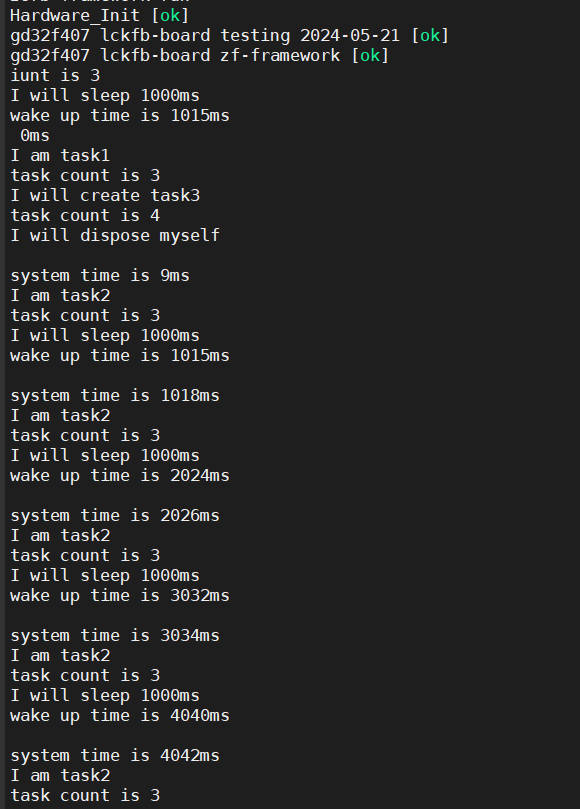 Hardware_Init [ok]
gd32f407 lckfb-board testing 2024-05-21 [ok]
gd32f407 lckfb-board zf-framework [ok]
iunt is 3
I will sleep 1000ms
wake up time is 1015ms
 0ms
I am task1
task count is 3
I will create task3
task count is 4
I will dispose myself

system time is 9ms
I am task2
task count is 3
I will sleep 1000ms
wake up time is 1015ms

system time is 1018ms
I am task2
task count is 3
I will sleep 1000ms
wake up time is 2024ms

system time is 2026ms
I am task2
task count is 3
I will sleep 1000ms
wake up time is 3032ms

system time is 3034ms
I am task2
task count is 3
I will sleep 1000ms
wake up time is 4040ms

system time is 4042ms
I am task2
task count is 3